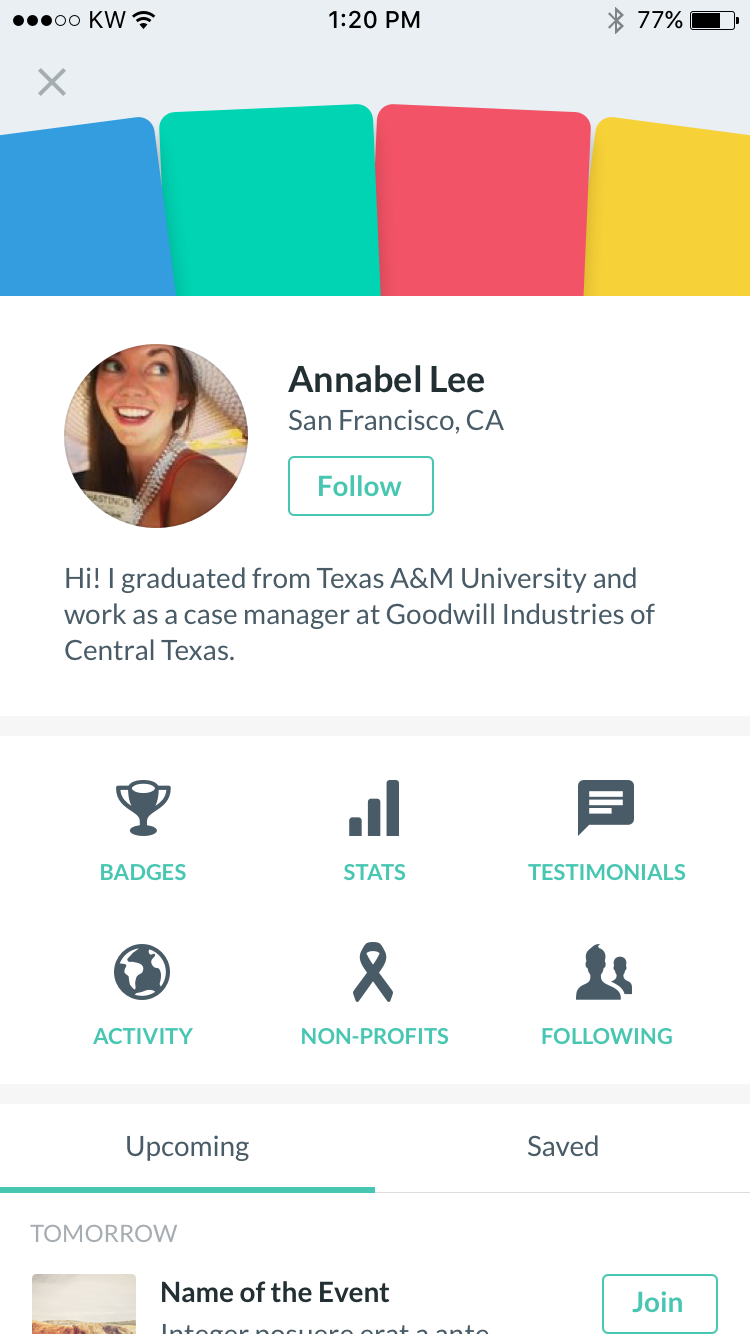 KW
1:20 PM
77%
HASTINGS
Annabel Lee
San Francisco, CA
Follow
Hi! I graduated from Texas A&M University and
work as a case manager at Goodwill Industries of
Central Texas.
BADGES
STATS
TESTIMONIALS
ACTIVITY
NON-PROFITS
FOLLOWING
Upcoming
Saved
TOMORROW
Name of the Event
Join
Integer posuere erat a ante